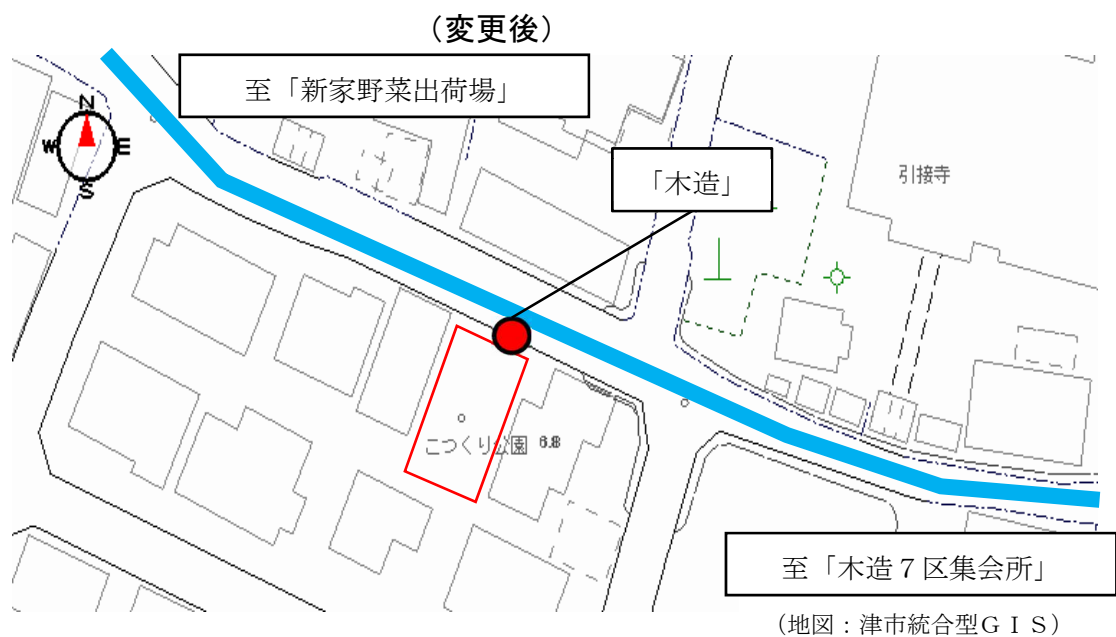 （変更後）
至「新家野菜出荷場」
N
W E
S
「木造」
引接寺
こつくり公園 6.8
至「木造７区集会所」
（地図：津市統合型ＧＩＳ）